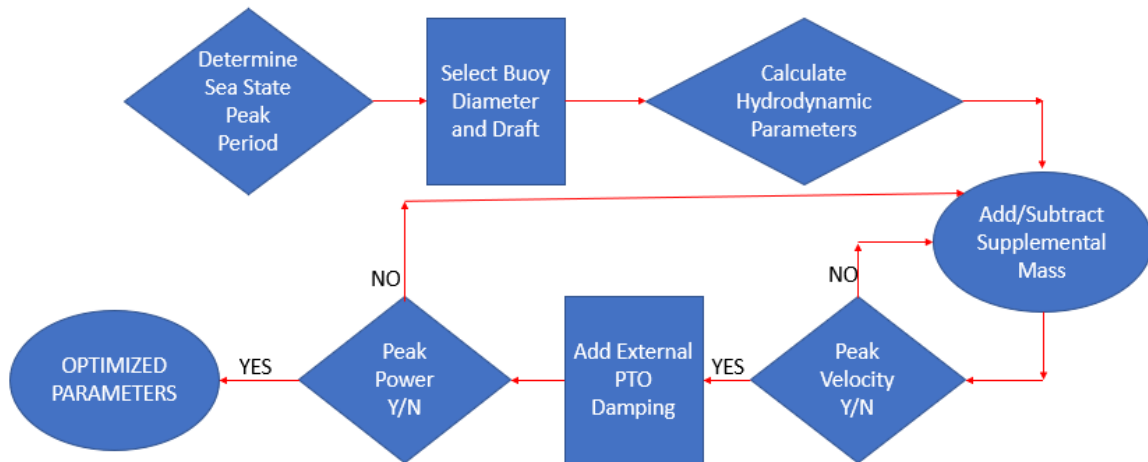 Determine
Sea State
Peak
Period
Select Buoy
Diameter
and Draft
Calculate
Hydrodynamic
Parameters
Add/Subtract
Supplemental
Mass
NO
NO
OPTIMIZED
PARAMETERS
YES
Peak
Power
Y/N
Add External
PTO
Damping
YES
Peak
Velocity
Y/N